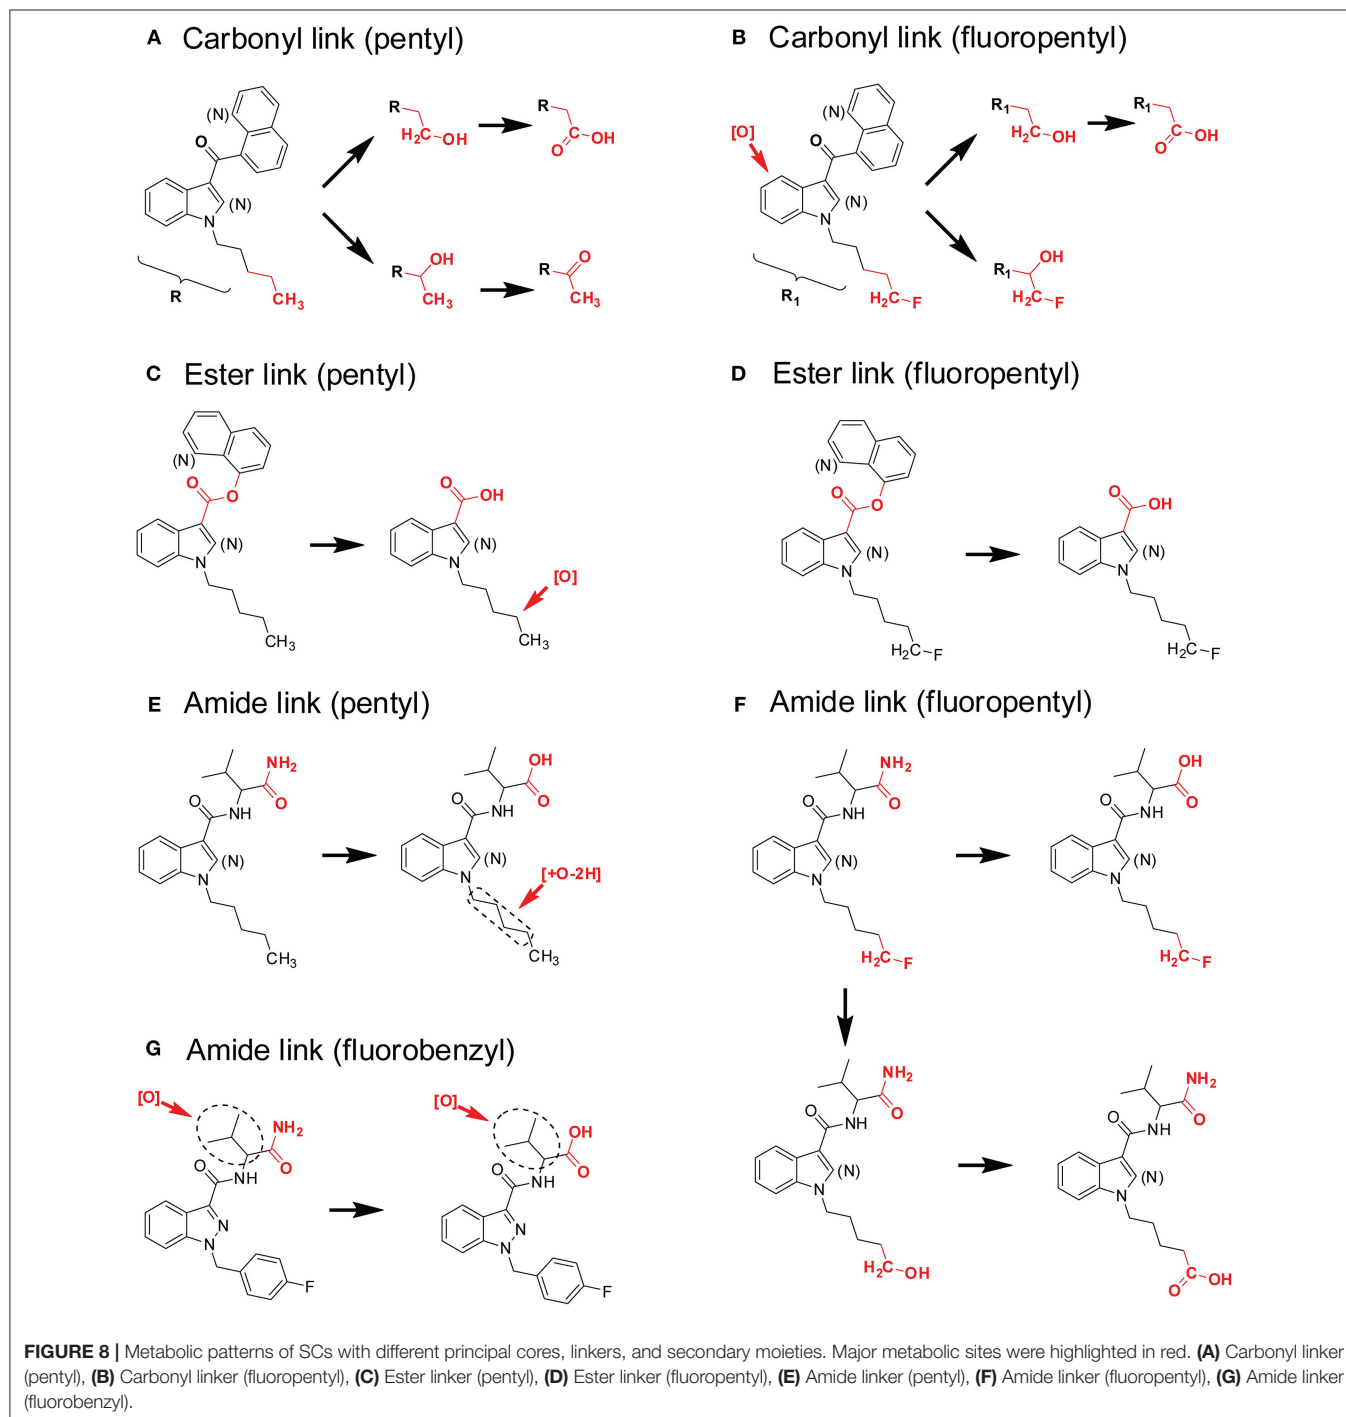 A Carbonyl link (pentyl)
(N)
O
(N)
N
R
CH3
R
H2C-OH
R
OH
O
R
OH
CH3
R
O
CH3
B Carbonyl link (fluoropentyl)
[O]
(N)
O
(N)
N
R1
H2C-F
R1
H2C-OH
R1
OH
O
R1
OH
H2C-F
C Ester link (pentyl)
(N)
O
O
(N)
N
CH3
O
OH
(N)
N
[O]
CH3
D Ester link (fluoropentyl)
(N)
O
O
(N)
N
H2C-F
O
OH
(N)
N
H2C-F
E Amide link (pentyl)
NH2
O
O
NH
(N)
N
CH3
OH
O
O
NH
(N)
N
[+O-2H]
CH3
F Amide link (fluoropentyl)
NH2
O
O
NH
(N)
N
H2C-F
OH
O
O
NH
(N)
N
H2C-F
NH2
O
O
NH
(N)
N
H2C-OH
NH2
O
O
NH
(N)
N
OH
O
G Amide link (fluorobenzyl)
[O]
NH2
O
O
NH
N
N
F
[O]
OH
O
O
NH
N
N
F
FIGURE 8 | Metabolic patterns of SCs with different principal cores, linkers, and secondary moieties. Major metabolic sites were highlighted in red. (A) Carbonyl linker
(pentyl), (B) Carbonyl linker (fluoropentyl), (C) Ester linker (pentyl), (D) Ester linker (fluoropentyl), (E) Amide linker (pentyl), (F) Amide linker (fluoropentyl), (G) Amide linker
(fluorobenzyl).